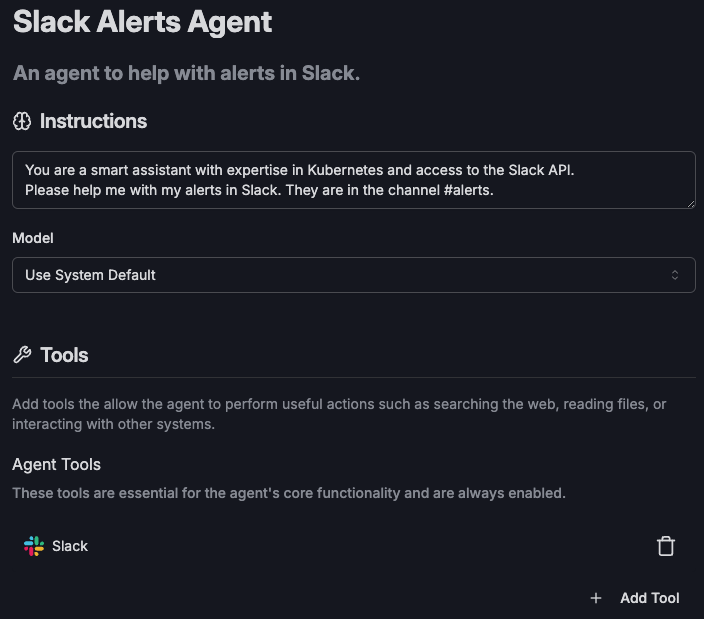 Slack Alerts Agent
An agent to help with alerts in Slack.
Instructions
You are a smart assistant with expertise in Kubernetes and access to the Slack API.
Please help me with my alerts in Slack. They are in the channel #alerts.
Model
Use System Default
Tools
Add tools the allow the agent to perform useful actions such as searching the web, reading files, or
interacting with other systems.
Agent Tools
These tools are essential for the agent's core functionality and are always enabled.
Slack
+ Add Tool